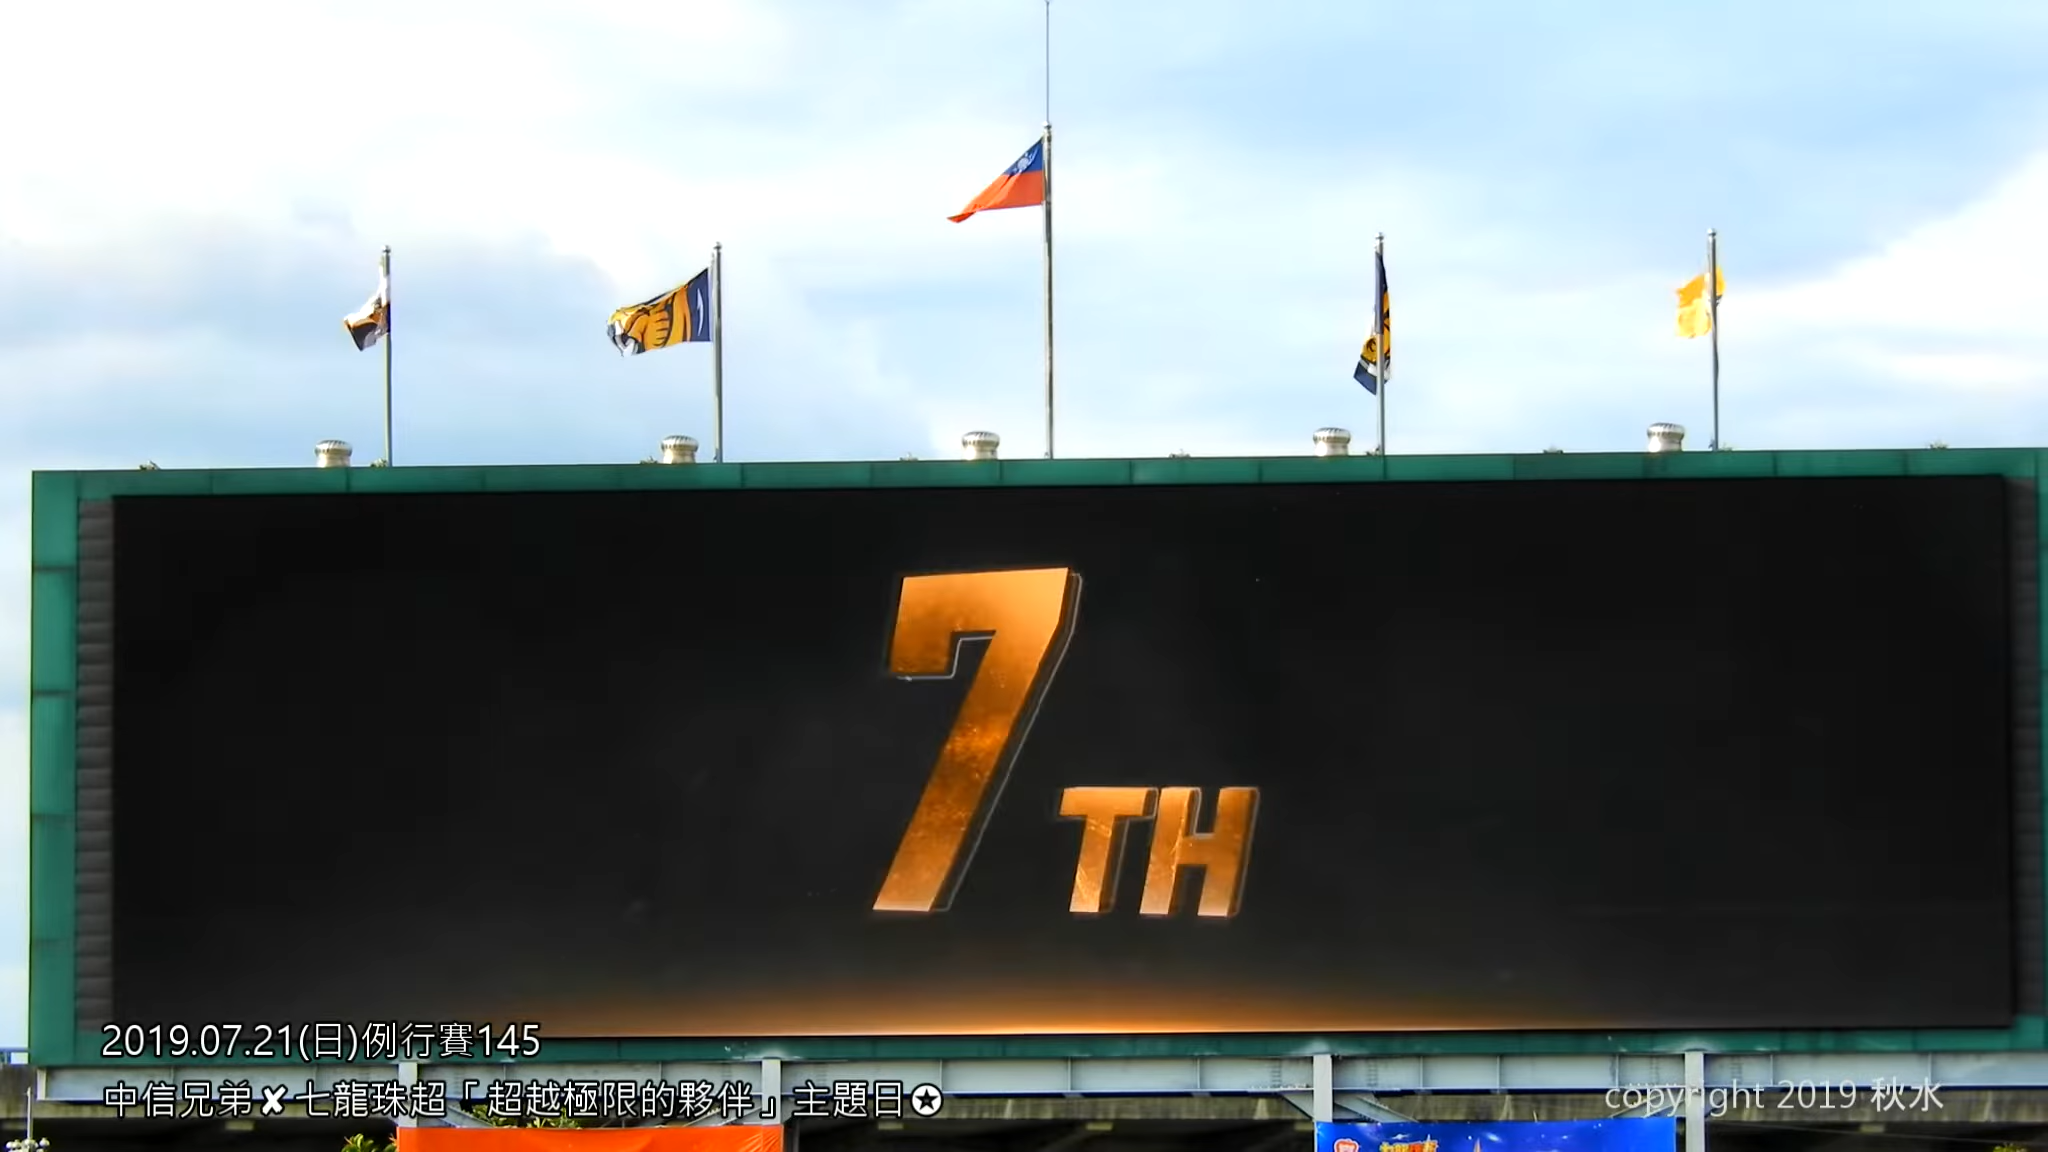 7TH
2019.07.21(日)例行賽145
中信兄弟✘七龍珠超「超越極限的夥伴」主題日✪
copyright 2019 秋水